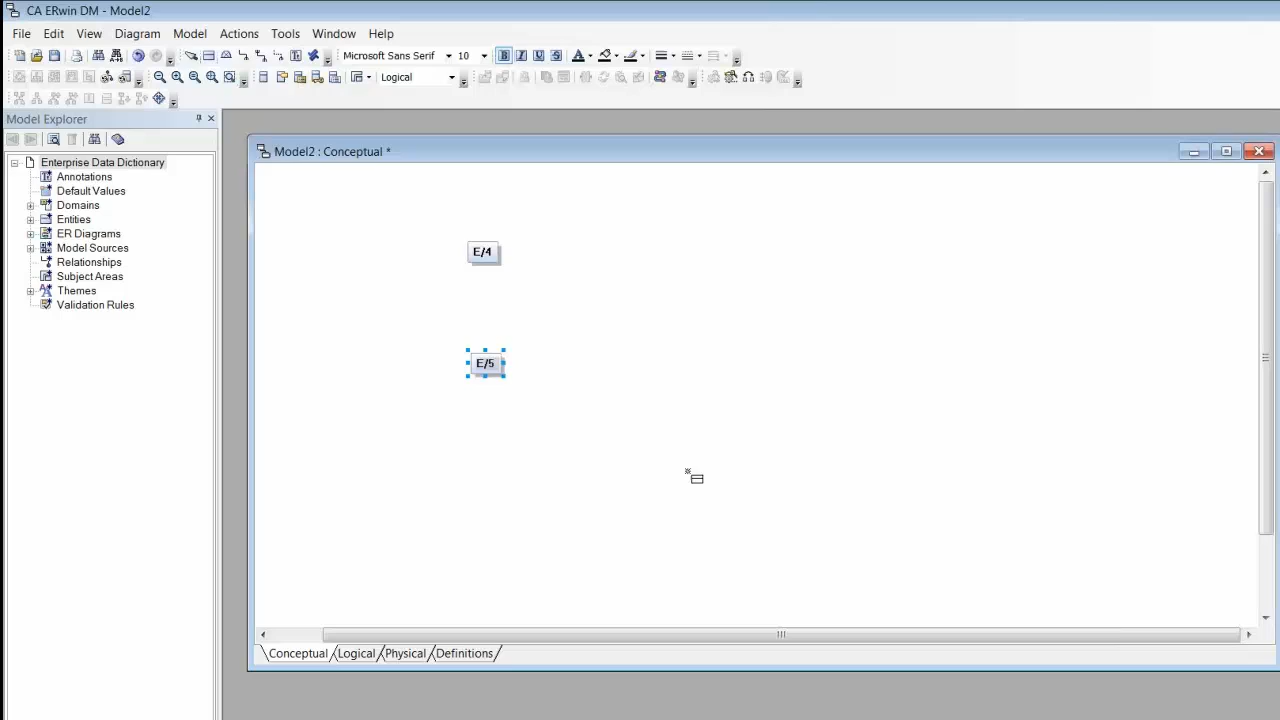 CA ERwin DM - Model2
File Edit View Diagram Model Actions Tools Window Help
Microsoft Sans Serif 10 B I U S A
Logical
Model Explorer
Enterprise Data Dictionary
Annotations
Default Values
Domains
Entities
ER Diagrams
Model Sources
Relationships
Subject Areas
Themes
Validation Rules
Model2 : Conceptual *
E/4
E/5
Conceptual Logical Physical Definitions